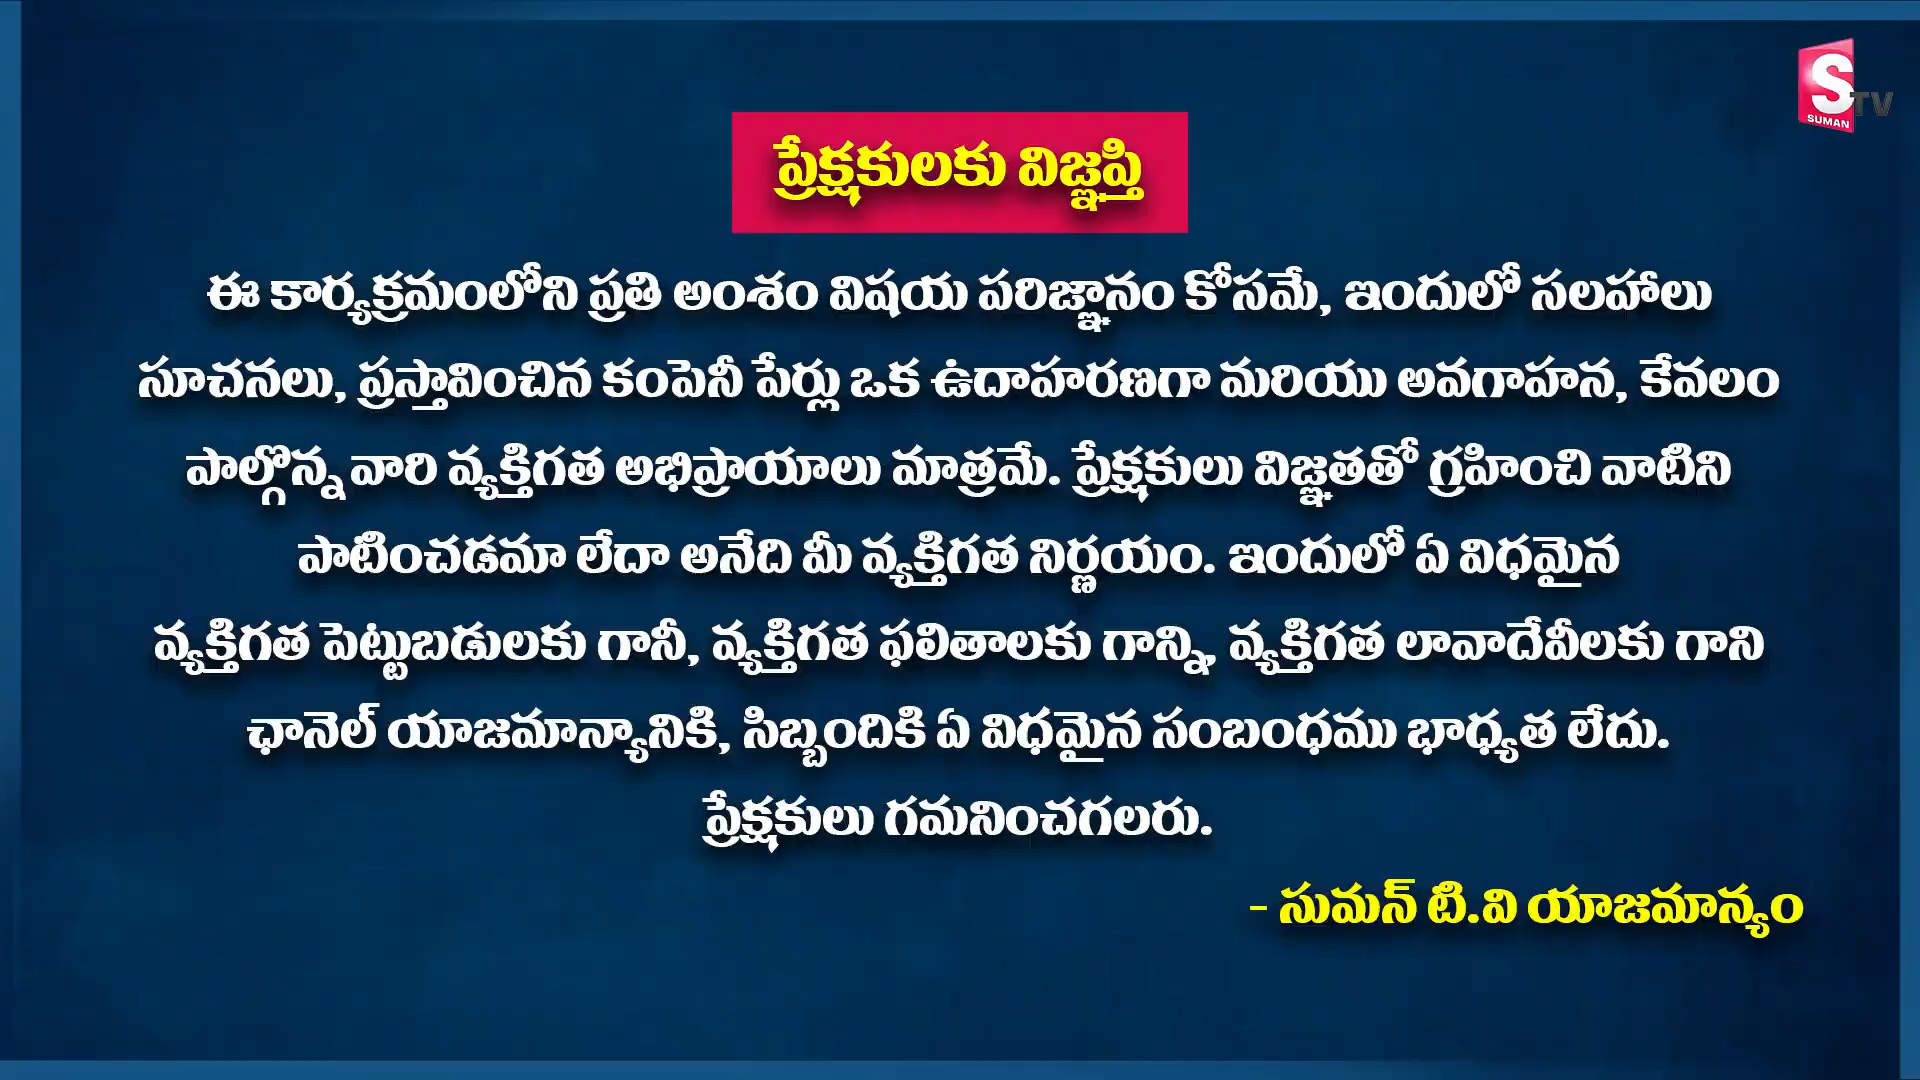 S TV
SUMAN
ప్రేక్షకులకు విజ్ఞప్తి
ఈ కార్యక్రమంలోని ప్రతి అంశం విషయ పరిజ్ఞానం కోసమే, ఇందులో సలహాలు
సూచనలు, ప్రస్తావించిన కంపెనీ పేర్లు ఒక ఉదాహరణగా మరియు అవగాహన, కేవలం
పాల్గొన్నవారి వ్యక్తిగత అభిప్రాయాలు మాత్రమే. ప్రేక్షకులు విజ్ఞతతో గ్రహించి వాటిని
పాటించడమా లేదా అనేది మీ వ్యక్తిగత నిర్ణయం. ఇందులో ఏ విధమైన
వ్యక్తిగత పెట్టుబడులకు గానీ, వ్యక్తిగత ఫలితాలకు గాన్ని, వ్యక్తిగత లావాదేవీలకు గాని
ఛానెల్ యాజమాన్యానికి, సిబ్బందికి ఏ విధమైన సంబంధము భాధ్యత లేదు.
ప్రేక్షకులు గమనించగలరు.
- సుమన్ టి.వి యాజమాన్యం